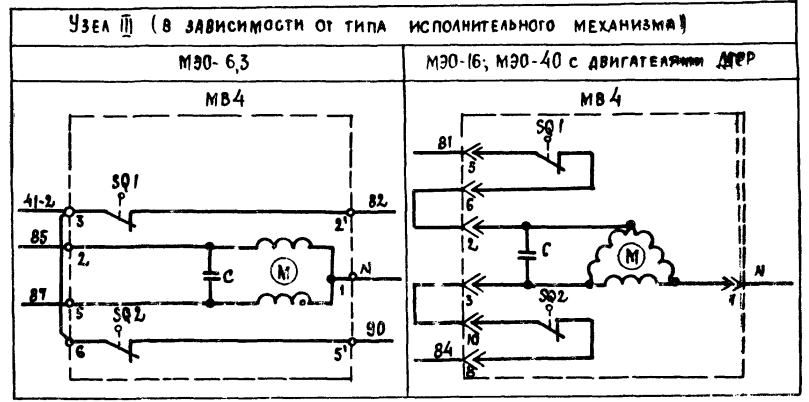 Узел III (в зависимости от типа исполнительного механизма)
МЭО- 6,3
МЭО-16; МЭО-40 с двигателями ДСР
МВ4
SQ1
41-2
3
2'
82
85
2
C
М
1
N
87
5
SQ2
6
5'
90
МВ4
81
5
SQ1
6
2
C
М
3
SQ2
1
N
10
84
8